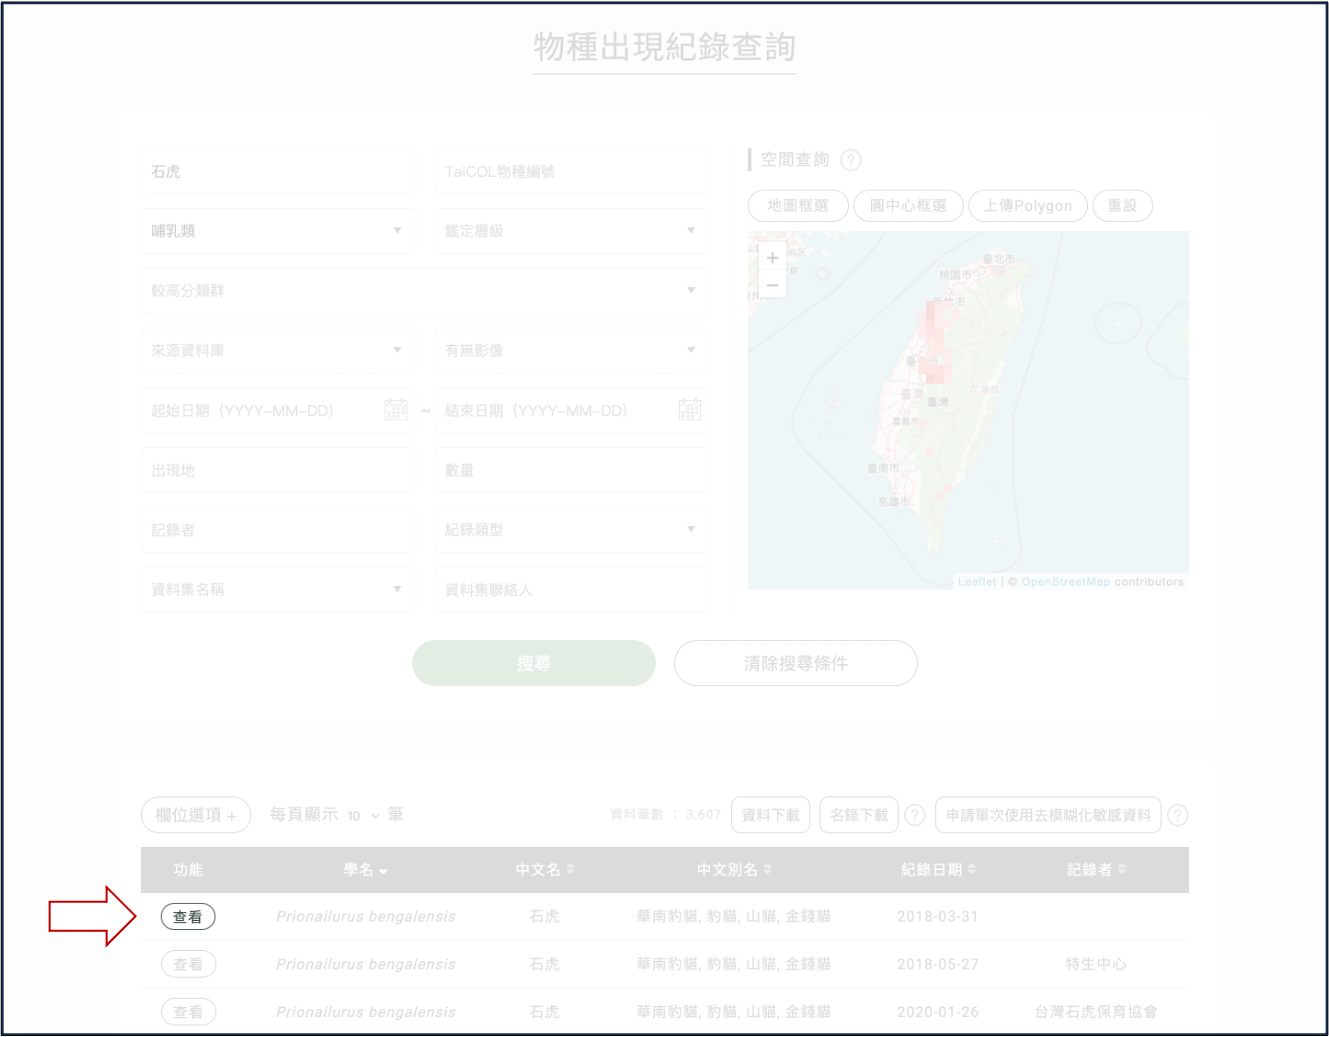 物種出現紀錄查詢
石虎
TaiCOL物種編號
哺乳類
鑑定層級
較高分類群
來源資料庫
有無影像
起始日期 (YYYY-MM-DD)
~
結束日期 (YYYY-MM-DD)
出現地
數量
記錄者
紀錄類型
資料集名稱
資料集聯絡人
空間查詢 ?
地圖框選 圓中心框選 上傳Polygon 重設
+
−
臺北市
桃園市
新竹市
臺中市
臺灣
臺灣
花蓮縣
嘉義市
臺南市
高雄市
Leaflet | © OpenStreetMap contributors
搜尋 清除搜尋條件
欄位選項 + 每頁顯示 10 筆 資料筆數 : 3,607 資料下載 名錄下載 ? 申請單次使用去模糊化敏感資料 ?
功能 學名 中文名 中文別名 紀錄日期 記錄者
查看 Prionailurus bengalensis 石虎 華南豹貓, 豹貓, 山貓, 金錢貓 2018-03-31
查看 Prionailurus bengalensis 石虎 華南豹貓, 豹貓, 山貓, 金錢貓 2018-05-27 特生中心
查看 Prionailurus bengalensis 石虎 華南豹貓, 豹貓, 山貓, 金錢貓 2020-01-26 台灣石虎保育協會